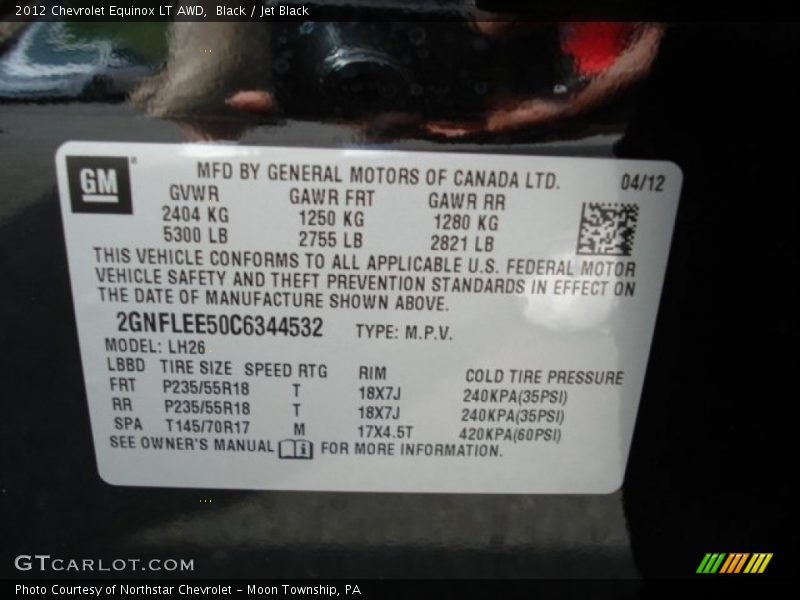 2012 Chevrolet Equinox LT AWD, Black / Jet Black
GM
MFD BY GENERAL MOTORS OF CANADA LTD. 04/12
GVWR GAWR FRT GAWR RR
2404 KG 1250 KG 1280 KG
5300 LB 2755 LB 2821 LB
THIS VEHICLE CONFORMS TO ALL APPLICABLE U.S. FEDERAL MOTOR
VEHICLE SAFETY AND THEFT PREVENTION STANDARDS IN EFFECT ON
THE DATE OF MANUFACTURE SHOWN ABOVE.
2GNFLEE50C6344532 TYPE: M.P.V.
MODEL: LH26
LBBD TIRE SIZE SPEED RTG RIM COLD TIRE PRESSURE
FRT P235/55R18 T 18X7J 240KPA(35PSI)
RR P235/55R18 T 18X7J 240KPA(35PSI)
SPA T145/70R17 M 17X4.5T 420KPA(60PSI)
SEE OWNER'S MANUAL i FOR MORE INFORMATION.
GTCARLOT.COM
Photo Courtesy of Northstar Chevrolet - Moon Township, PA